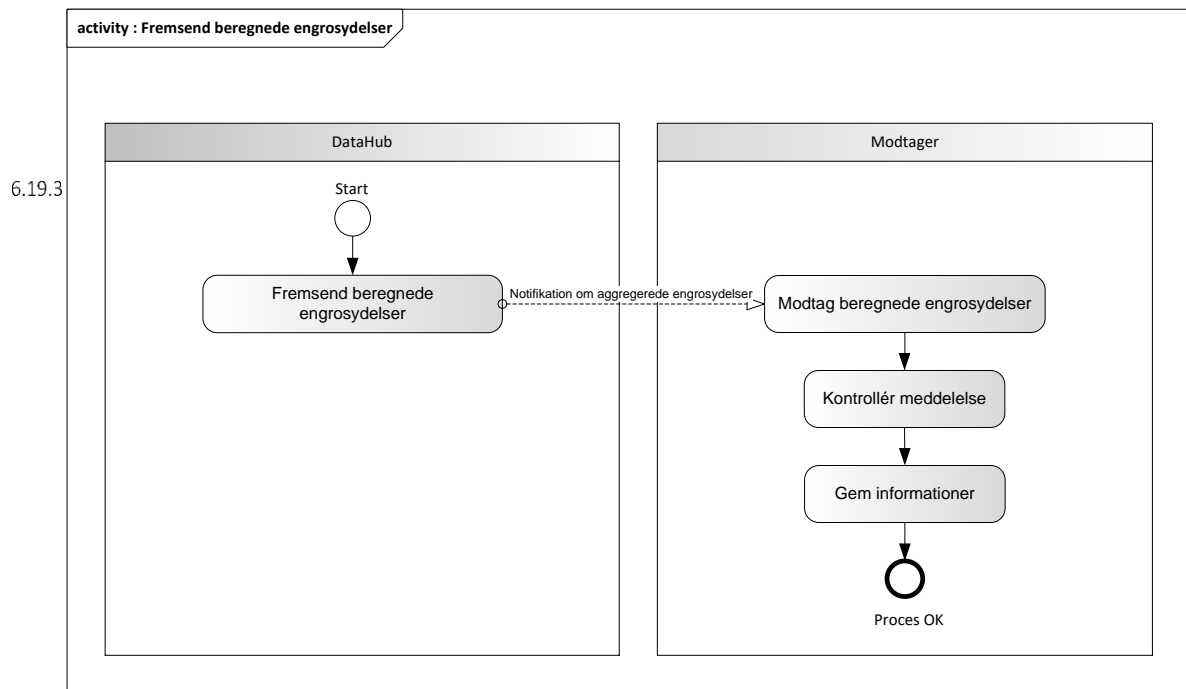 activity : Fremsend beregnede engrosydelser
DataHub
Modtager
6.19.3
Start
Fremsend beregnede
engrosydelser
Notifikation om aggregerede engrosydelser
Modtag beregnede engrosydelser
Kontrollér meddelelse
Gem informationer
Proces OK